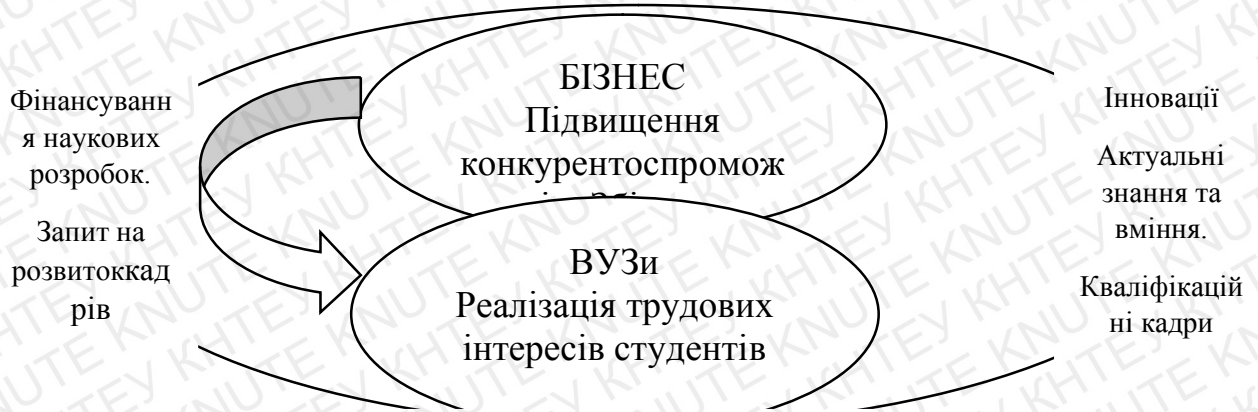 Фінансуванн
я наукових
розробок.
Запит на
розвитоккад
рів
БІЗНЕС
Підвищення
конкурентоспромож
ВУЗи
Реалізація трудових
інтересів студентів
Інновації
Актуальні
знання та
вміння.
Кваліфікацій
ні кадри